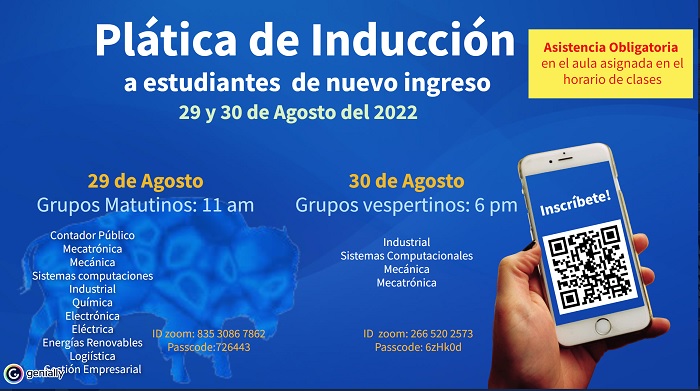 Plática de Inducción
a estudiantes de nuevo ingreso
29 y 30 de Agosto del 2022
Asistencia Obligatoria
en el aula asignada en el
horario de clases
29 de Agosto
Grupos Matutinos: 11 am
Contador Público
Mecatrónica
Mecánica
Sistemas computaciones
Industrial
Química
Electrónica
Eléctrica
Energías Renovables
Logíistica
Gestión Empresarial
ID zoom: 835 3086 7862
Passcode:726443
30 de Agosto
Grupos vespertinos: 6 pm
Industrial
Sistemas Computacionales
Mecánica
Mecatrónica
ID zoom: 266 520 2573
Passcode: 6zHk0d
Inscríbete!
genially